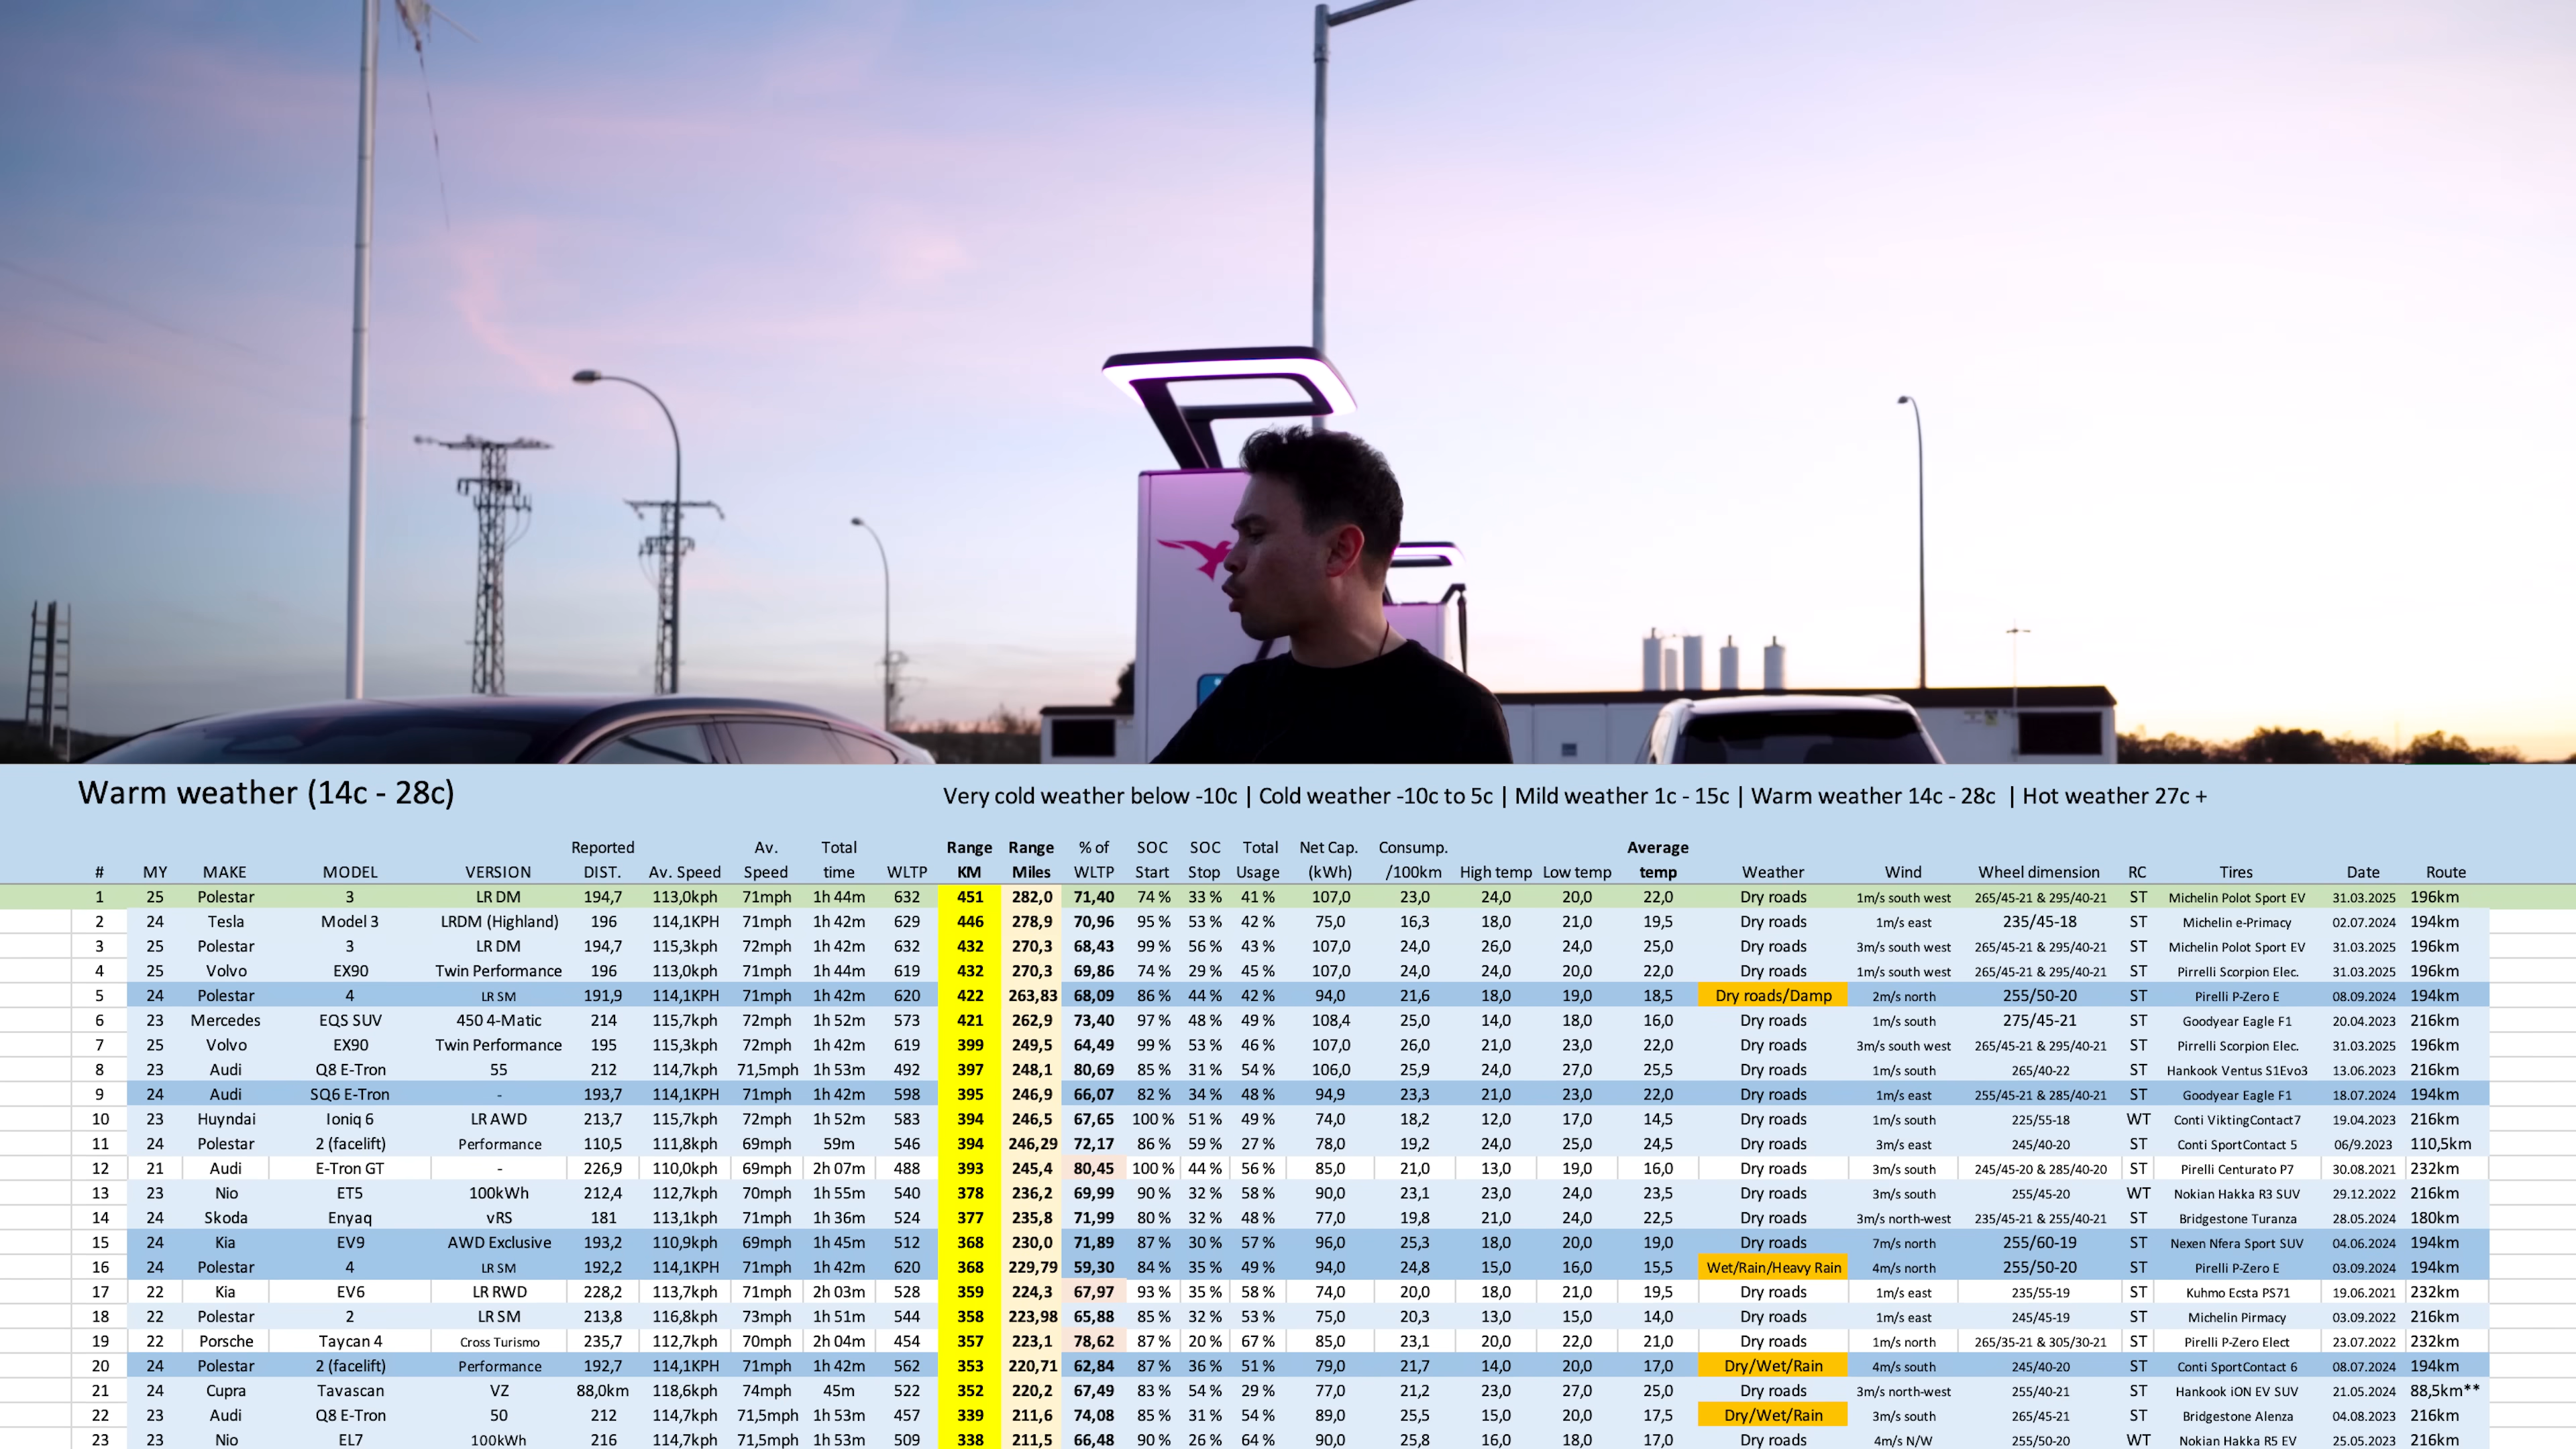 Warm weather (14c - 28c)
Very cold weather below -10c | Cold weather -10c to 5c | Mild weather 1c - 15c | Warm weather 14c - 28c | Hot weather 27c +
# MY MAKE MODEL VERSION Reported DIST. Av. Speed Av. Speed Total time WLTP Range KM Range Miles % of WLTP SOC Start SOC Stop Total Usage Net Cap. (kWh) Consump. /100km High temp Low temp Average temp Weather Wind Wheel dimension RC Tires Date Route
1 25 Polestar 3 LR DM 194,7 113,0kph 71mph 1h 44m 632 451 282,0 71,40 74 % 33 % 41 % 107,0 23,0 24,0 20,0 22,0 Dry roads 1m/s south west 265/45-21 & 295/40-21 ST Michelin Polot Sport EV 31.03.2025 196km
2 24 Tesla Model 3 LRDM (Highland) 196 114,1KPH 71mph 1h 42m 629 446 278,9 70,96 95 % 53 % 42 % 75,0 16,3 18,0 21,0 19,5 Dry roads 1m/s east 235/45-18 ST Michelin e-Primacy 02.07.2024 194km
3 25 Polestar 3 LR DM 194,7 115,3kph 72mph 1h 42m 632 432 270,3 68,43 99 % 56 % 43 % 107,0 24,0 26,0 24,0 25,0 Dry roads 3m/s south west 265/45-21 & 295/40-21 ST Michelin Polot Sport EV 31.03.2025 196km
4 25 Volvo EX90 Twin Performance 196 113,0kph 71mph 1h 44m 619 432 270,3 69,86 74 % 29 % 45 % 107,0 24,0 24,0 20,0 22,0 Dry roads 1m/s south west 265/45-21 & 295/40-21 ST Pirrelli Scorpion Elec. 31.03.2025 196km
5 24 Polestar 4 LR SM 191,9 114,1KPH 71mph 1h 42m 620 422 263,83 68,09 86 % 44 % 42 % 94,0 21,6 18,0 19,0 18,5 Dry roads/Damp 2m/s north 255/50-20 ST Pirelli P-Zero E 08.09.2024 194km
6 23 Mercedes EQS SUV 450 4-Matic 214 115,7kph 72mph 1h 52m 573 421 262,9 73,40 97 % 48 % 49 % 108,4 25,0 14,0 18,0 16,0 Dry roads 1m/s south 275/45-21 ST Goodyear Eagle F1 20.04.2023 216km
7 25 Volvo EX90 Twin Performance 195 115,3kph 72mph 1h 42m 619 399 249,5 64,49 99 % 53 % 46 % 107,0 26,0 21,0 23,0 22,0 Dry roads 3m/s south west 265/45-21 & 295/40-21 ST Pirrelli Scorpion Elec. 31.03.2025 196km
8 23 Audi Q8 E-Tron 55 212 114,7kph 71,5mph 1h 53m 492 397 248,1 80,69 85 % 31 % 54 % 106,0 25,9 24,0 27,0 25,5 Dry roads 1m/s south 265/40-22 ST Hankook Ventus S1Evo3 13.06.2023 216km
9 24 Audi SQ6 E-Tron - 193,7 114,1KPH 71mph 1h 42m 598 395 246,9 66,07 82 % 34 % 48 % 94,9 23,3 21,0 23,0 22,0 Dry roads 1m/s east 255/45-21 & 285/40-21 ST Goodyear Eagle F1 18.07.2024 194km
10 23 Huyndai Ioniq 6 LR AWD 213,7 115,7kph 72mph 1h 52m 583 394 246,5 67,65 100 % 51 % 49 % 74,0 18,2 12,0 17,0 14,5 Dry roads 1m/s south 225/55-18 WT Conti ViktingContact7 19.04.2023 216km
11 24 Polestar 2 (facelift) Performance 110,5 111,8kph 69mph 59m 546 394 246,29 72,17 86 % 59 % 27 % 78,0 19,2 24,0 25,0 24,5 Dry roads 3m/s east 245/40-20 ST Conti SportContact 5 06/9.2023 110,5km
12 21 Audi E-Tron GT - 226,9 110,0kph 69mph 2h 07m 488 393 245,4 80,45 100 % 44 % 56 % 85,0 21,0 13,0 19,0 16,0 Dry roads 3m/s south 245/45-20 & 285/40-20 ST Pirelli Centurato P7 30.08.2021 232km
13 23 Nio ET5 100kWh 212,4 112,7kph 70mph 1h 55m 540 378 236,2 69,99 90 % 32 % 58 % 90,0 23,1 23,0 24,0 23,5 Dry roads 3m/s south 255/45-20 WT Nokian Hakka R3 SUV 29.12.2022 216km
14 24 Skoda Enyaq vRS 181 113,1kph 71mph 1h 36m 524 377 235,8 71,99 80 % 32 % 48 % 77,0 19,8 21,0 24,0 22,5 Dry roads 3m/s north-west 235/45-21 & 255/40-21 ST Bridgestone Turanza 28.05.2024 180km
15 24 Kia EV9 AWD Exclusive 193,2 110,9kph 69mph 1h 45m 512 368 230,0 71,89 87 % 30 % 57 % 96,0 25,3 18,0 20,0 19,0 Dry roads 7m/s north 255/60-19 ST Nexen Nfera Sport SUV 04.06.2024 194km
16 24 Polestar 4 LR SM 192,2 114,1KPH 71mph 1h 42m 620 368 229,79 59,30 84 % 35 % 49 % 94,0 24,8 15,0 16,0 15,5 Wet/Rain/Heavy Rain 4m/s north 255/50-20 ST Pirelli P-Zero E 03.09.2024 194km
17 22 Kia EV6 LR RWD 228,2 113,7kph 71mph 2h 03m 528 359 224,3 67,97 93 % 35 % 58 % 74,0 20,0 18,0 21,0 19,5 Dry roads 1m/s east 235/55-19 ST Kuhmo Ecsta PS71 19.06.2021 232km
18 22 Polestar 2 LR SM 213,8 116,8kph 73mph 1h 51m 544 358 223,98 65,88 85 % 32 % 53 % 75,0 20,3 13,0 15,0 14,0 Dry roads 1m/s east 245/45-19 ST Michelin Pirmacy 03.09.2022 216km
19 22 Porsche Taycan 4 Cross Turismo 235,7 112,7kph 70mph 2h 04m 454 357 223,1 78,62 87 % 20 % 67 % 85,0 23,1 20,0 22,0 21,0 Dry roads 1m/s north 265/35-21 & 305/30-21 ST Pirelli P-Zero Elect 23.07.2022 232km
20 24 Polestar 2 (facelift) Performance 192,7 114,1KPH 71mph 1h 42m 562 353 220,71 62,84 87 % 36 % 51 % 79,0 21,7 14,0 20,0 17,0 Dry/Wet/Rain 4m/s south 245/40-20 ST Conti SportContact 6 08.07.2024 194km
21 24 Cupra Tavascan VZ 88,0km 118,6kph 74mph 45m 522 352 220,2 67,49 83 % 54 % 29 % 77,0 21,2 23,0 27,0 25,0 Dry roads 3m/s north-west 255/40-21 ST Hankook iON EV SUV 21.05.2024 88,5km**
22 23 Audi Q8 E-Tron 50 212 114,7kph 71,5mph 1h 53m 457 339 211,6 74,08 85 % 31 % 54 % 89,0 25,5 15,0 20,0 17,5 Dry/Wet/Rain 3m/s south 265/45-21 ST Bridgestone Alenza 04.08.2023 216km
23 23 Nio EL7 100kWh 216 114,7kph 71,5mph 1h 53m 509 338 211,5 66,48 90 % 26 % 64 % 90,0 25,8 16,0 18,0 17,0 Dry roads 4m/s N/W 255/50-20 WT Nokian Hakka R5 EV 25.05.2023 216km